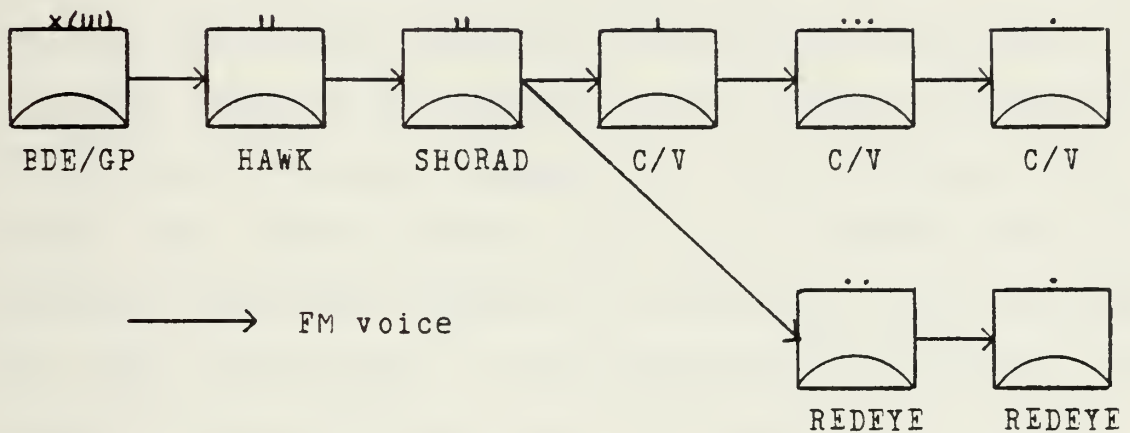 X(III) II II I ... .
BDE/GP HAWK SHORAD C/V C/V C/V
.. .
FM voice
REDEYE REDEYE